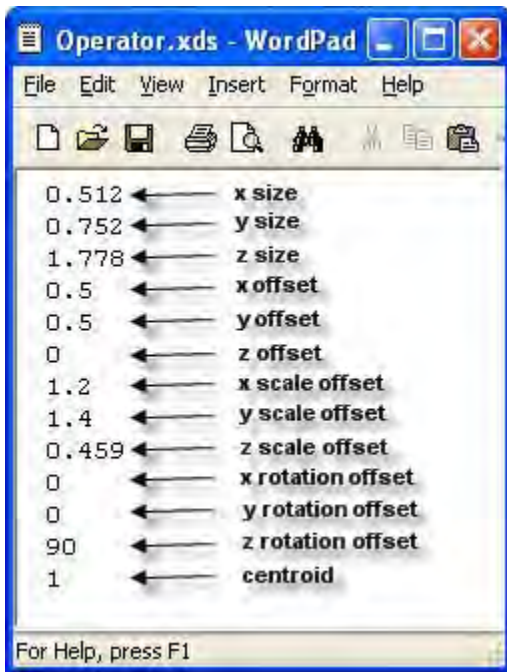 Operator.xds - WordPad
File Edit View Insert Format Help
0.512 x size
0.752 y size
1.778 z size
0.5 x offset
0.5 y offset
0 z offset
1.2 x scale offset
1.4 y scale offset
0.459 z scale offset
0 x rotation offset
0 y rotation offset
90 z rotation offset
1 centroid
For Help, press F1